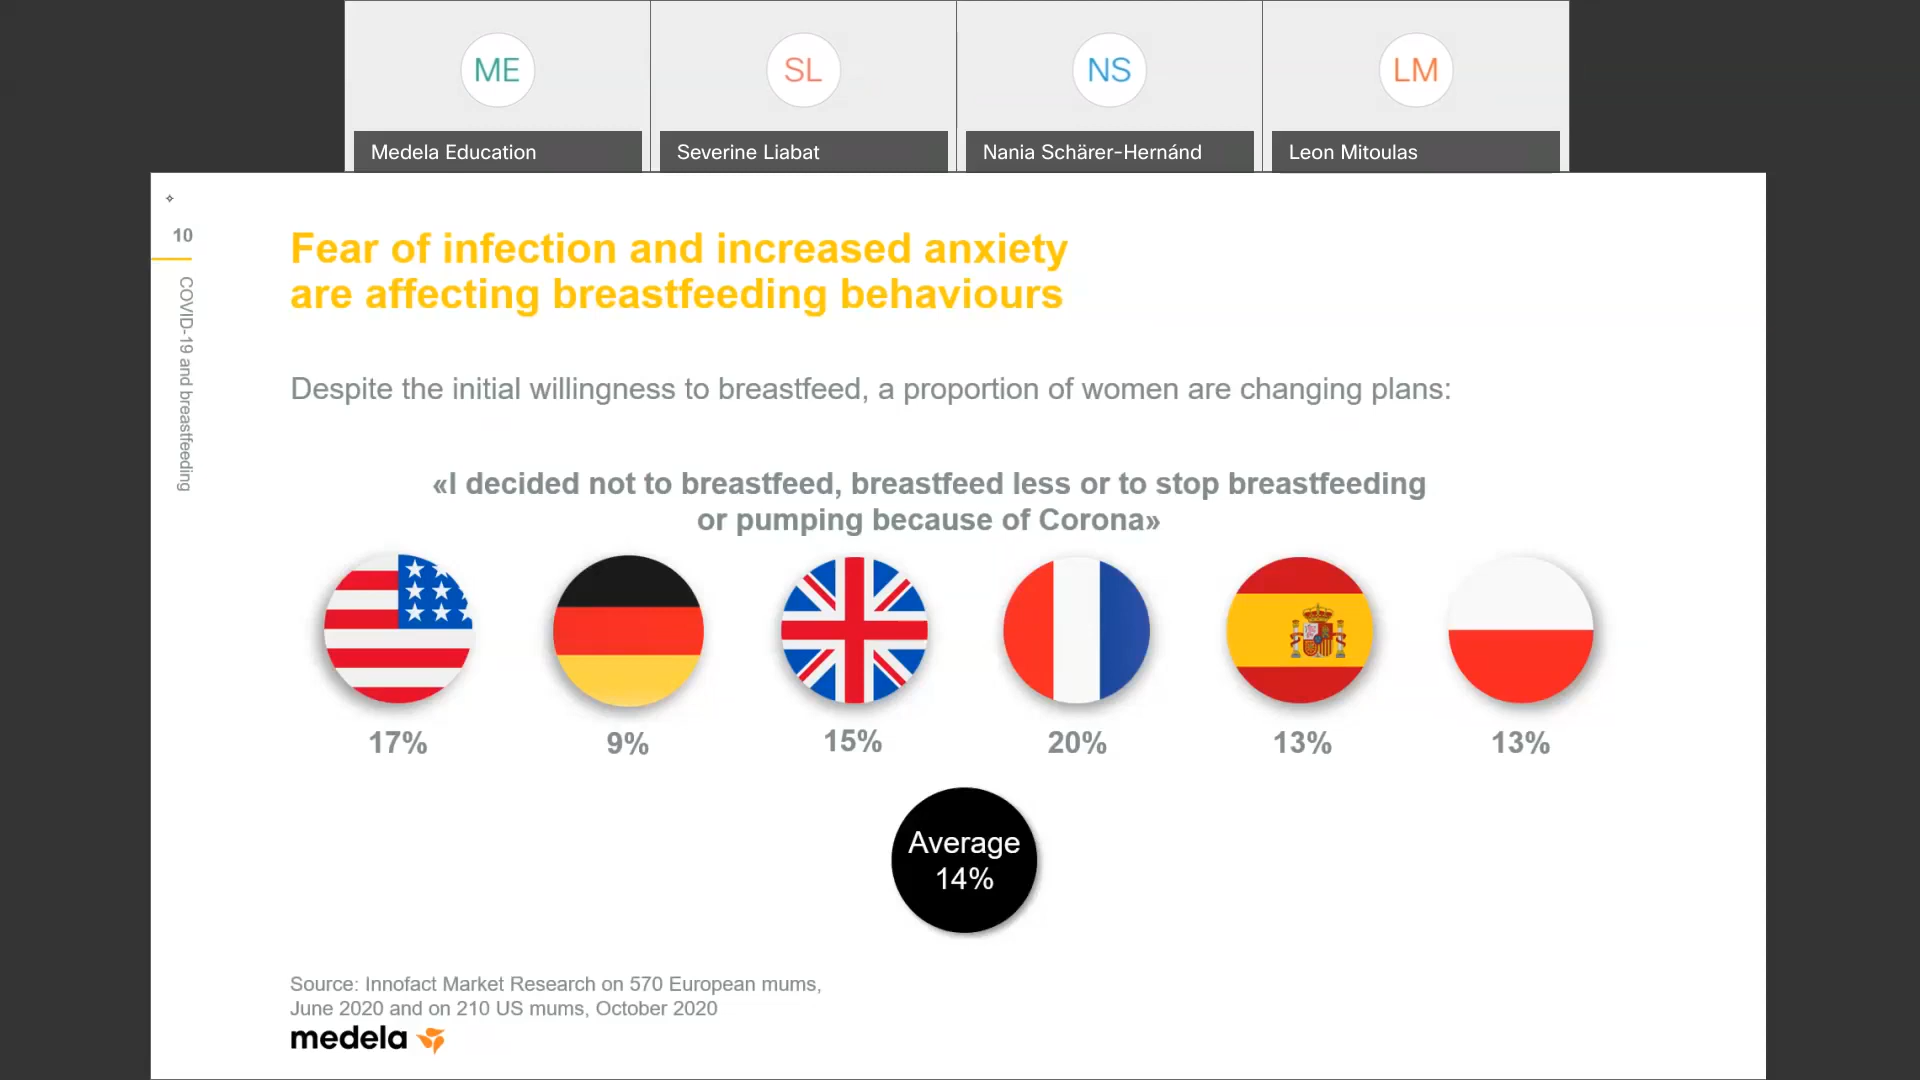 ME
SL
NS
LM
Medela Education
Severine Liabat
Nania Schärer-Hernánd
Leon Mitoulas
10
COVID-19 and breastfeeding
Fear of infection and increased anxiety
are affecting breastfeeding behaviours
Despite the initial willingness to breastfeed, a proportion of women are changing plans:
«I decided not to breastfeed, breastfeed less or to stop breastfeeding
or pumping because of Corona»
17%
9%
15%
20%
13%
13%
Average
14%
Source: Innofact Market Research on 570 European mums,
June 2020 and on 210 US mums, October 2020
medela